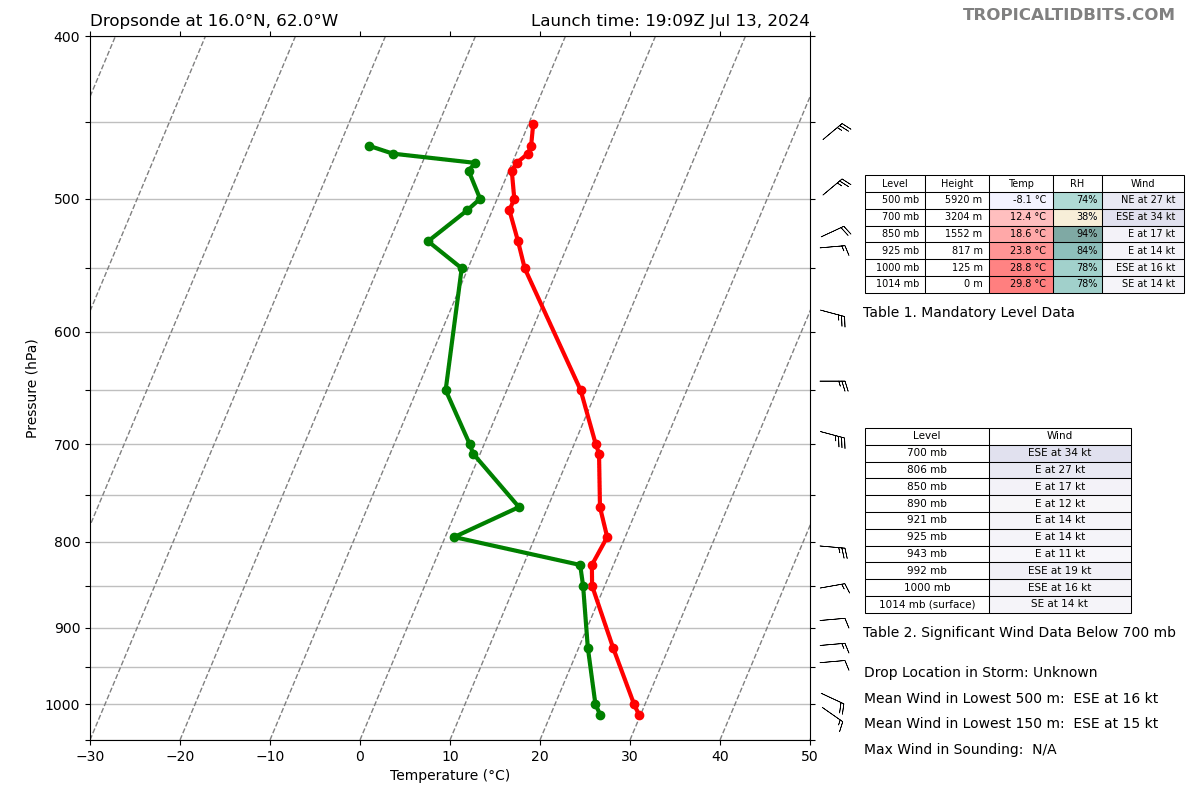 Dropsonde at 16.0°N, 62.0°W
Launch time: 19:09Z Jul 13, 2024
TROPICALTIDBITS.COM
400
500
600
700
800
900
1000
Pressure (hPa)
−30 −20 −10 0 10 20 30 40 50
Temperature (°C)
Level Height Temp RH Wind
500 mb 5920 m -8.1 °C 74% NE at 27 kt
700 mb 3204 m 12.4 °C 38% ESE at 34 kt
850 mb 1552 m 18.6 °C 94% E at 17 kt
925 mb 817 m 23.8 °C 84% E at 14 kt
1000 mb 125 m 28.8 °C 78% ESE at 16 kt
1014 mb 0 m 29.8 °C 78% SE at 14 kt
Table 1. Mandatory Level Data
Level Wind
700 mb ESE at 34 kt
806 mb E at 27 kt
850 mb E at 17 kt
890 mb E at 12 kt
921 mb E at 14 kt
925 mb E at 14 kt
943 mb E at 11 kt
992 mb ESE at 19 kt
1000 mb ESE at 16 kt
1014 mb (surface) SE at 14 kt
Table 2. Significant Wind Data Below 700 mb
Drop Location in Storm: Unknown
Mean Wind in Lowest 500 m: ESE at 16 kt
Mean Wind in Lowest 150 m: ESE at 15 kt
Max Wind in Sounding: N/A